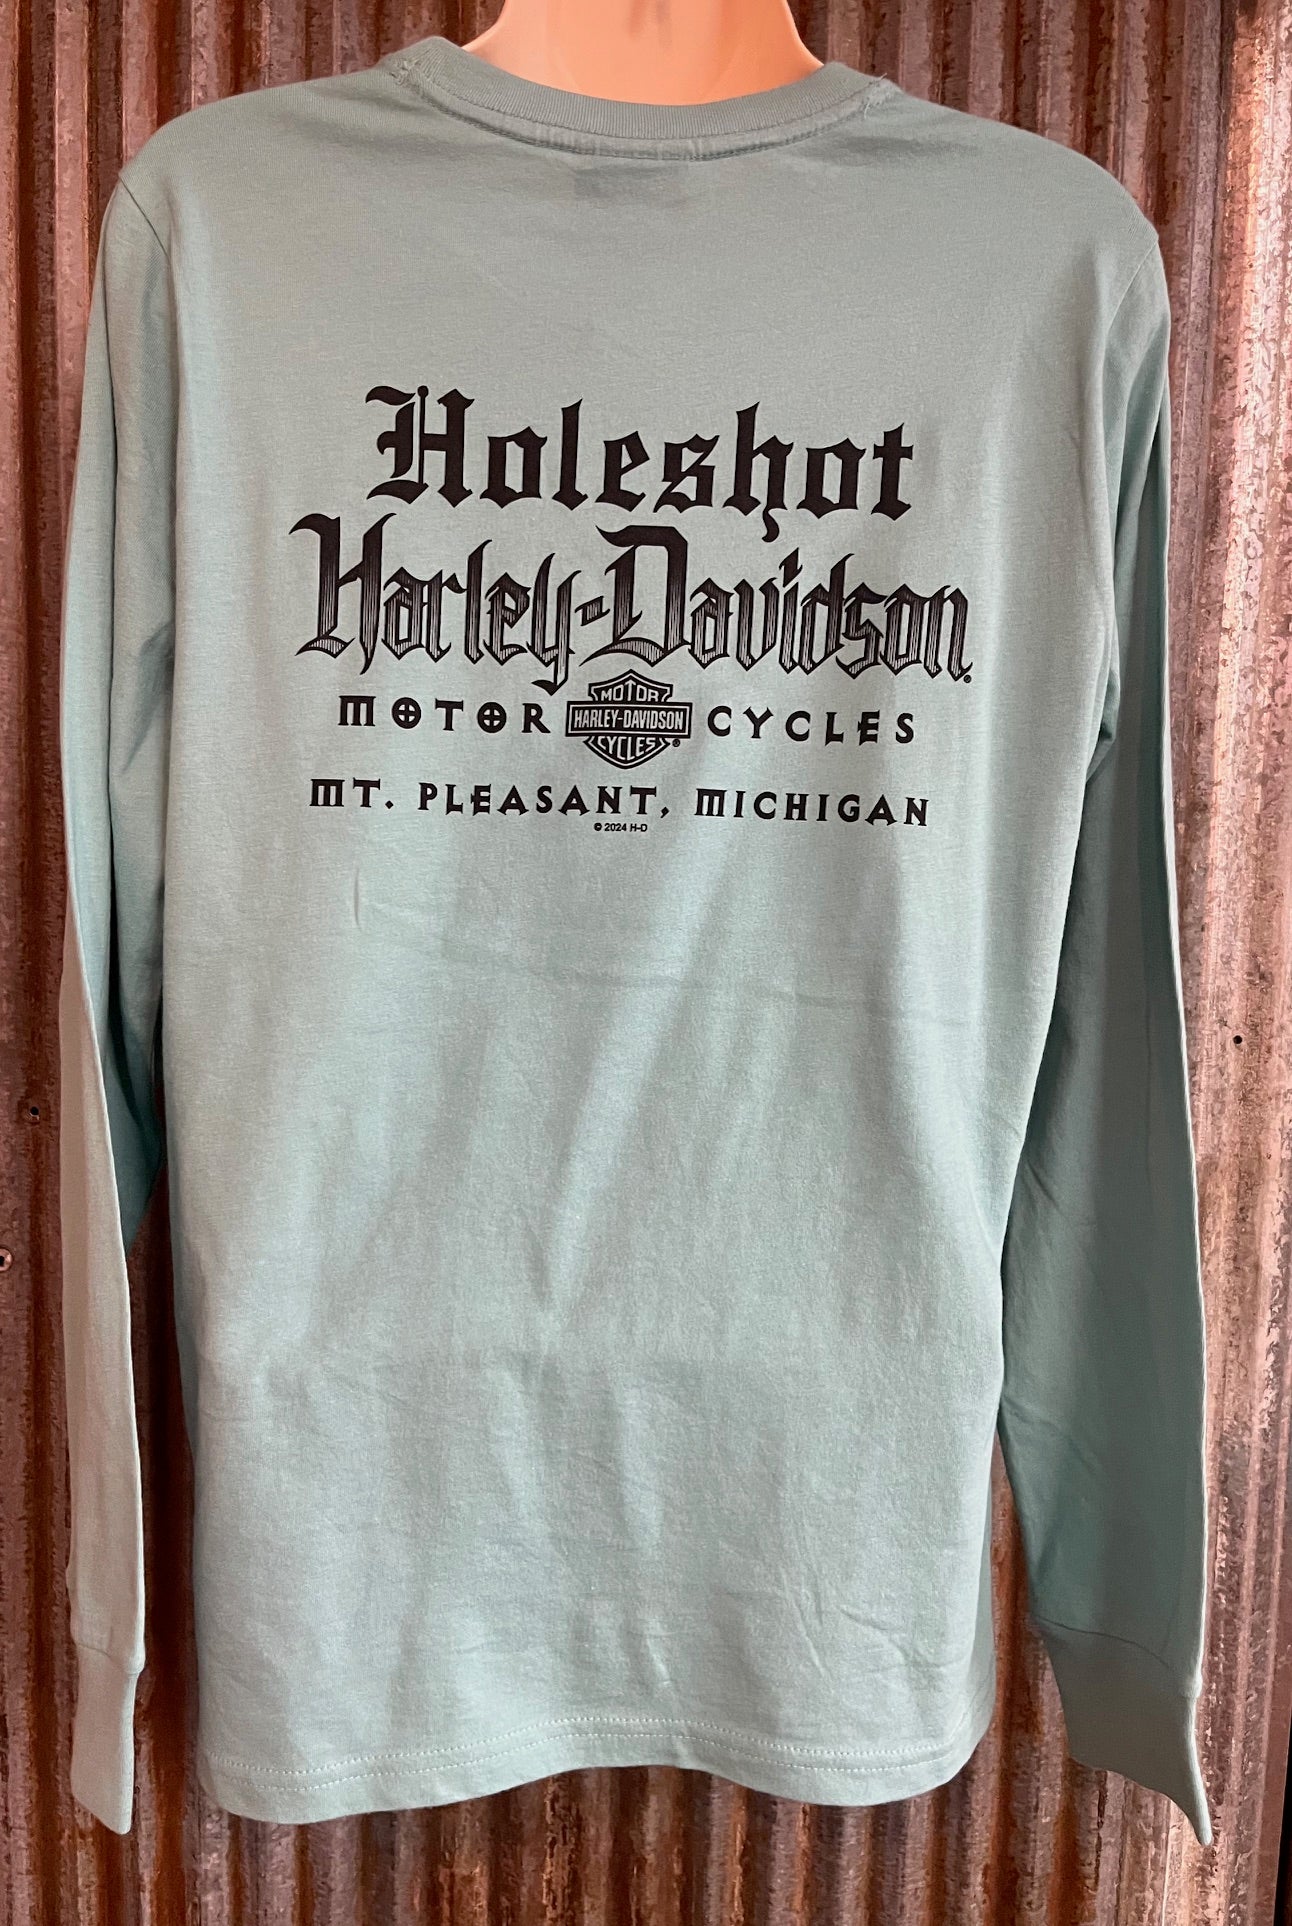 Holeshot
Harley-Davidson®
MOTOR MOTOR HARLEY-DAVIDSON CYCLES® CYCLES
MT. PLEASANT, MICHIGAN
© 2024 H-D